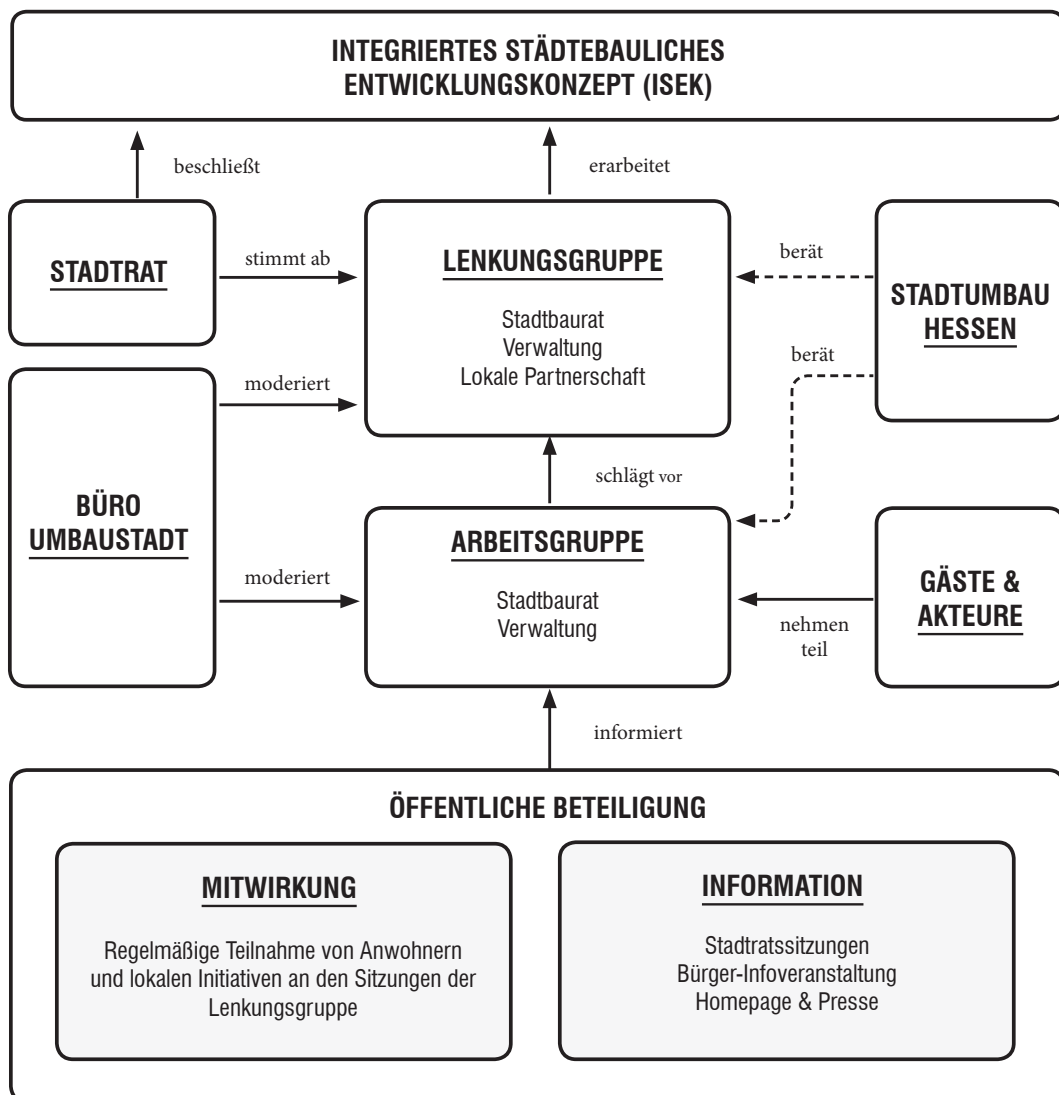 INTEGRIERTES STÄDTEBAULICHES
ENTWICKLUNGSKONZEPT (ISEK)
beschließt
erarbeitet
STADTRAT
stimmt ab
LENKUNGSGRUPPE
Stadtbaurat
Verwaltung
Lokale Partnerschaft
berät
STADTUMBAU
HESSEN
berät
moderiert
BÜRO
UMBAUSTADT
schlägt vor
moderiert
ARBEITSGRUPPE
Stadtbaurat
Verwaltung
nehmen
teil
GÄSTE &
AKTEURE
informiert
ÖFFENTLICHE BETEILIGUNG
MITWIRKUNG
Regelmäßige Teilnahme von Anwohnern
und lokalen Initiativen an den Sitzungen der
Lenkungsgruppe
INFORMATION
Stadtratssitzungen
Bürger-Infoveranstaltung
Homepage & Presse